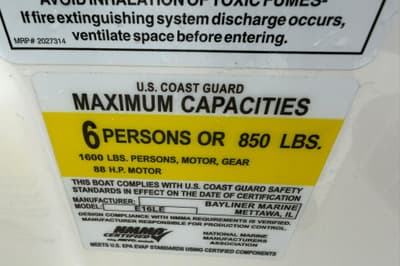 AVOID INHALATION OF TOXIC FUMES-
If fire extinguishing system discharge occurs,
ventilate space before entering.
MRP# 2027314
U.S. COAST GUARD
MAXIMUM CAPACITIES
6 PERSONS OR 850 LBS.
1600 LBS. PERSONS, MOTOR, GEAR
88 H.P. MOTOR
THIS BOAT COMPLIES WITH U.S. COAST GUARD SAFETY
STANDARDS IN EFFECT ON THE DATE OF CERTIFICATION
MANUFACTURER: BAYLINER MARINE
MODEL: E16LE METTAWA, IL
DESIGN COMPLIANCE WITH NMMA REQUIREMENTS IS VERIFIED.
MANUFACTURER RESPONSIBLE FOR PRODUCTION CONTROL.
NMMA
CERTIFIED
NATIONAL MARINE
MANUFACTURERS
ASSOCIATION
MEETS U.S. EPA EVAP STANDARDS USING CERTIFIED COMPONENTS